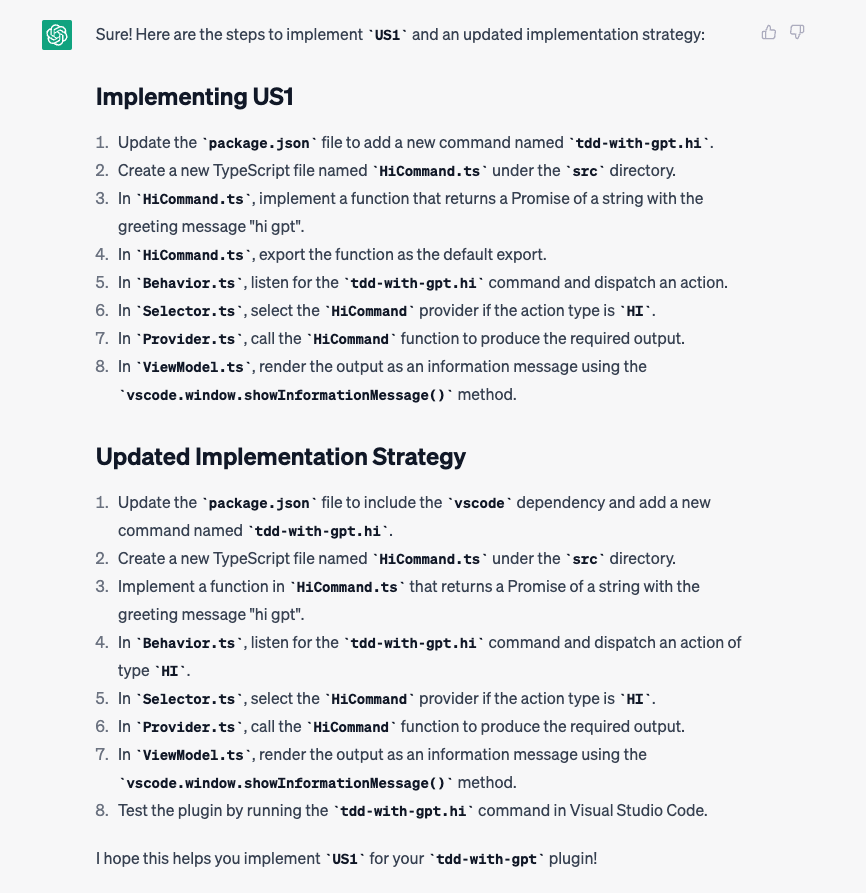 Sure! Here are the steps to implement `US1` and an updated implementation strategy:
Implementing US1
1. Update the `package.json` file to add a new command named `tdd-with-gpt.hi`.
2. Create a new TypeScript file named `HiCommand.ts` under the `src` directory.
3. In `HiCommand.ts`, implement a function that returns a Promise of a string with the
greeting message "hi gpt".
4. In `HiCommand.ts`, export the function as the default export.
5. In `Behavior.ts`, listen for the `tdd-with-gpt.hi` command and dispatch an action.
6. In `Selector.ts`, select the `HiCommand` provider if the action type is `HI`.
7. In `Provider.ts`, call the `HiCommand` function to produce the required output.
8. In `ViewModel.ts`, render the output as an information message using the
`vscode.window.showInformationMessage()` method.
Updated Implementation Strategy
1. Update the `package.json` file to include the `vscode` dependency and add a new
command named `tdd-with-gpt.hi`.
2. Create a new TypeScript file named `HiCommand.ts` under the `src` directory.
3. Implement a function in `HiCommand.ts` that returns a Promise of a string with the
greeting message "hi gpt".
4. In `Behavior.ts`, listen for the `tdd-with-gpt.hi` command and dispatch an action of
type `HI`.
5. In `Selector.ts`, select the `HiCommand` provider if the action type is `HI`.
6. In `Provider.ts`, call the `HiCommand` function to produce the required output.
7. In `ViewModel.ts`, render the output as an information message using the
`vscode.window.showInformationMessage()` method.
8. Test the plugin by running the `tdd-with-gpt.hi` command in Visual Studio Code.
I hope this helps you implement `US1` for your `tdd-with-gpt` plugin!